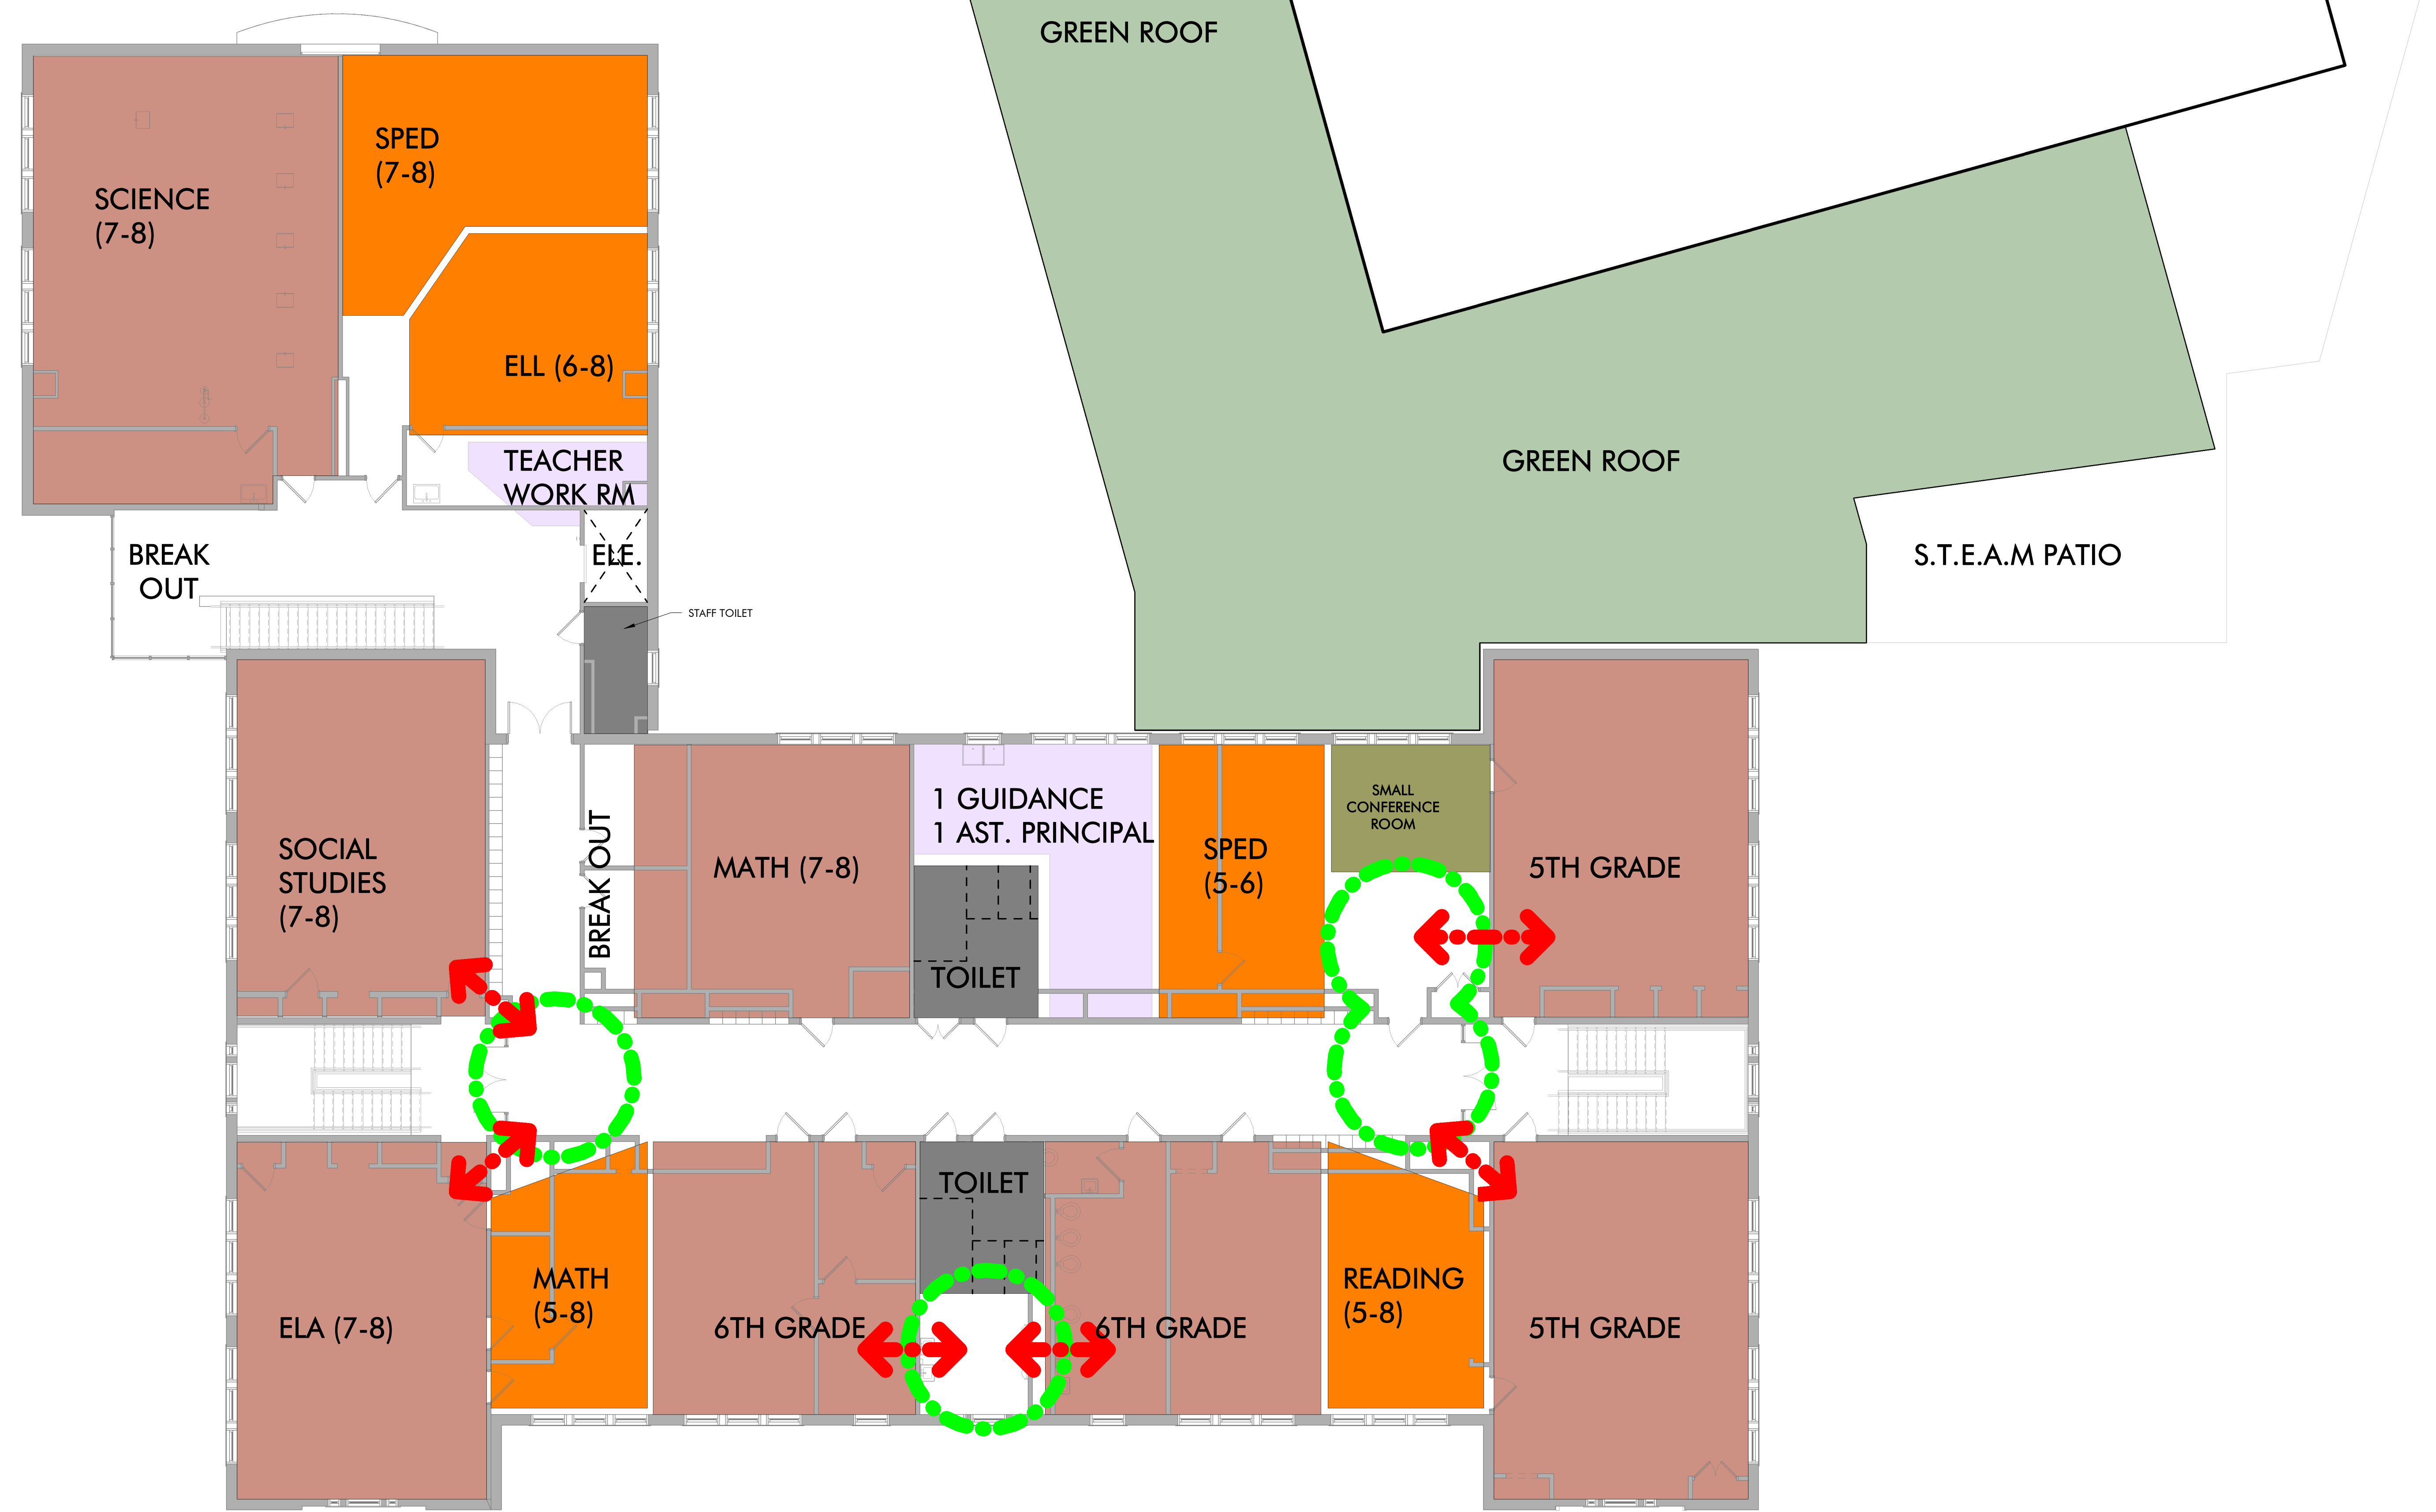 GREEN ROOF
SPED
(7-8)
SCIENCE
(7-8)
ELL (6-8)
TEACHER
WORK RM
GREEN ROOF
BREAK
OUT
ELE.
S.T.E.A.M PATIO
STAFF TOILET
SOCIAL
STUDIES
(7-8)
BREAK OUT
MATH (7-8)
1 GUIDANCE
1 AST. PRINCIPAL
TOILET
SPED
(5-6)
SMALL
CONFERENCE
ROOM
5TH GRADE
ELA (7-8)
MATH
(5-8)
6TH GRADE
TOILET
6TH GRADE
READING
(5-8)
5TH GRADE